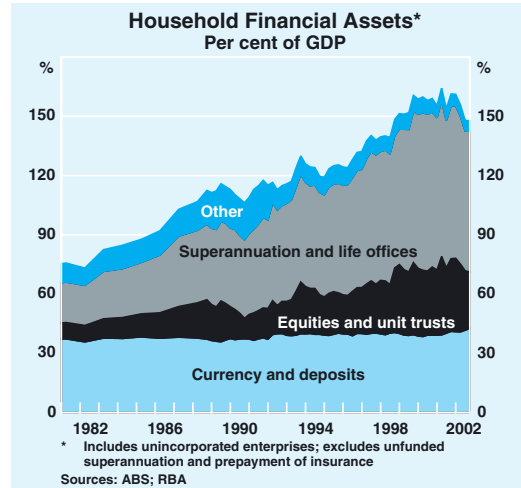 Household Financial Assets*
Per cent of GDP
% %
150 150
120 120
Other
90 90
Superannuation and life offices
60 60
Equities and unit trusts
30 30
Currency and deposits
0 0
1982 1986 1990 1994 1998 2002
* Includes unincorporated enterprises; excludes unfunded
superannuation and prepayment of insurance
Sources: ABS; RBA